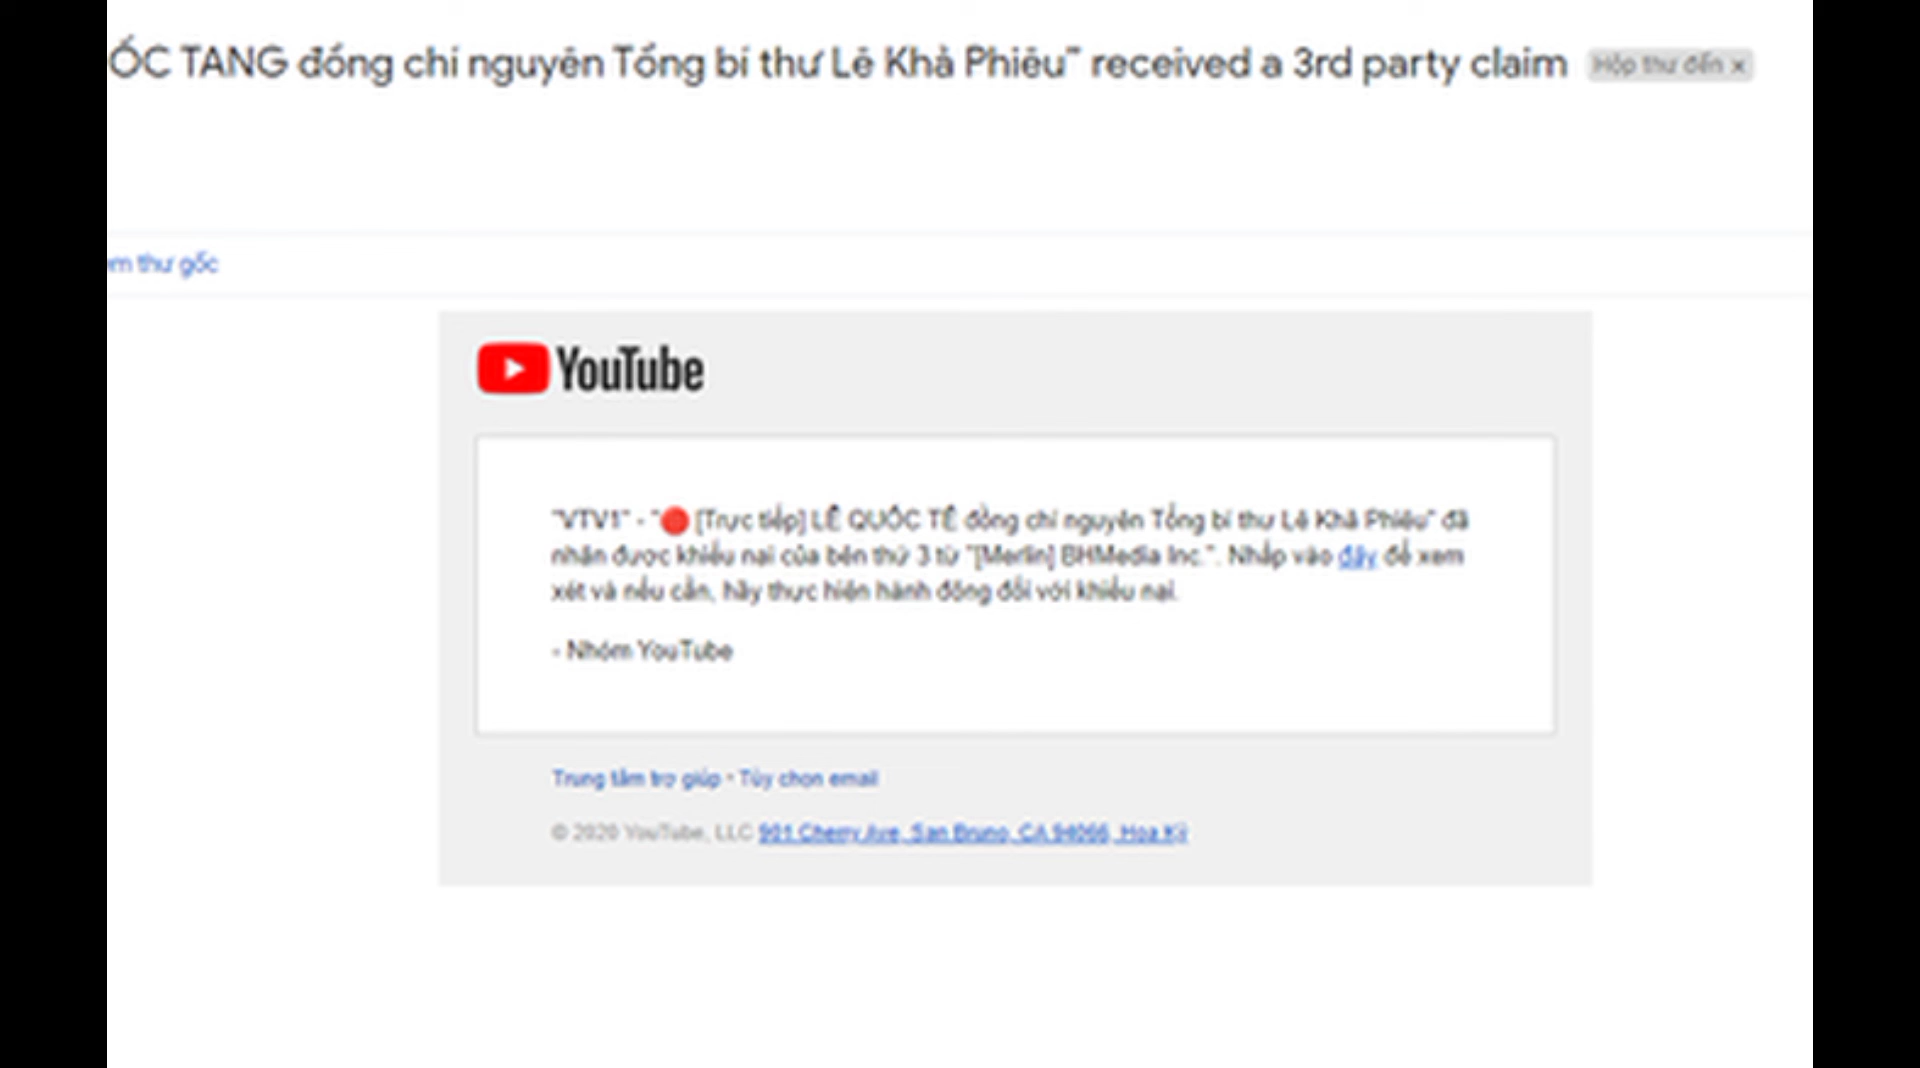 ỐC TANG đồng chí nguyên Tổng bí thư Lê Khả Phiêu" received a 3rd party claim Hộp thư đến x
em thư gốc
YouTube
"VTV1" - "🔴 [Trực tiếp] LỄ QUỐC TẾ đồng chí nguyên Tổng bí thư Lê Khả Phiêu" đã
nhận được khiếu nại của bên thứ 3 từ "[Merlin] BHMedia Inc.". Nhấp vào đây để xem
xét và nếu cần, hãy thực hiện hành động đối với khiếu nại.
- Nhóm YouTube
Trung tâm trợ giúp • Tùy chọn email
© 2020 YouTube, LLC 901 Cherry Ave, San Bruno, CA 94066, Hoa Kỳ